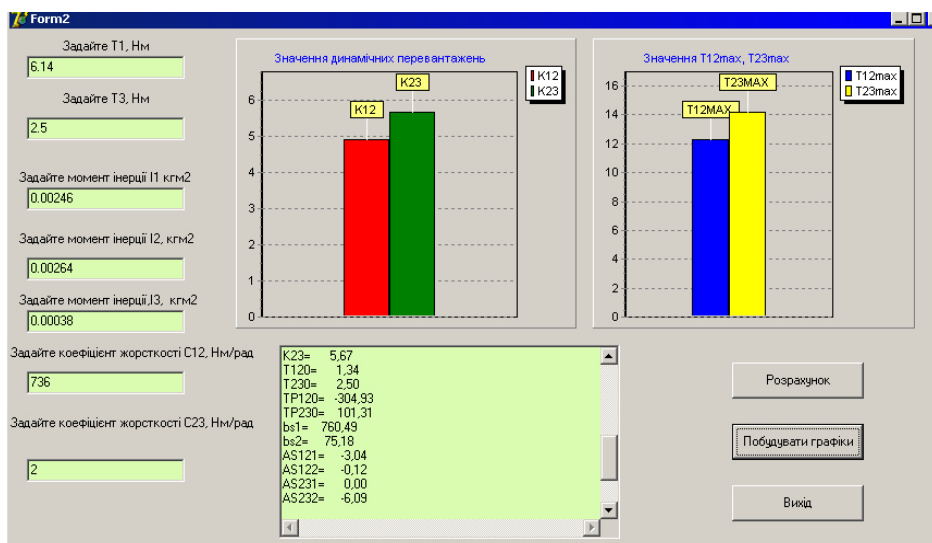 Form2
Задайте T1, Нм
6.14
Задайте T3, Нм
2.5
Задайте момент інерції I1 кгм2
0.00246
Задайте момент інерції I2, кгм2
0.00264
Задайте момент інерції,I3, кгм2
0.00038
Задайте коефіцієнт жорсткості C12, Нм/рад
736
Задайте коефіцієнт жорсткості C23, Нм/рад
2
Значення динамічних перевантажень
K12
K23
K23
K12
6
5
4
3
2
1
0
Значення T12max, T23max
T12max
T23max
T23MAX
T12MAX
16
14
12
10
8
6
4
2
0
K23= 5,67
T120= 1,34
T230= 2,50
TP120= -304,93
TP230= 101,31
bs1= 760,49
bs2= 75,18
AS121= -3,04
AS122= -0,12
AS231= 0,00
AS232= -6,09
Розрахунок
Побудувати графіки
Вихід